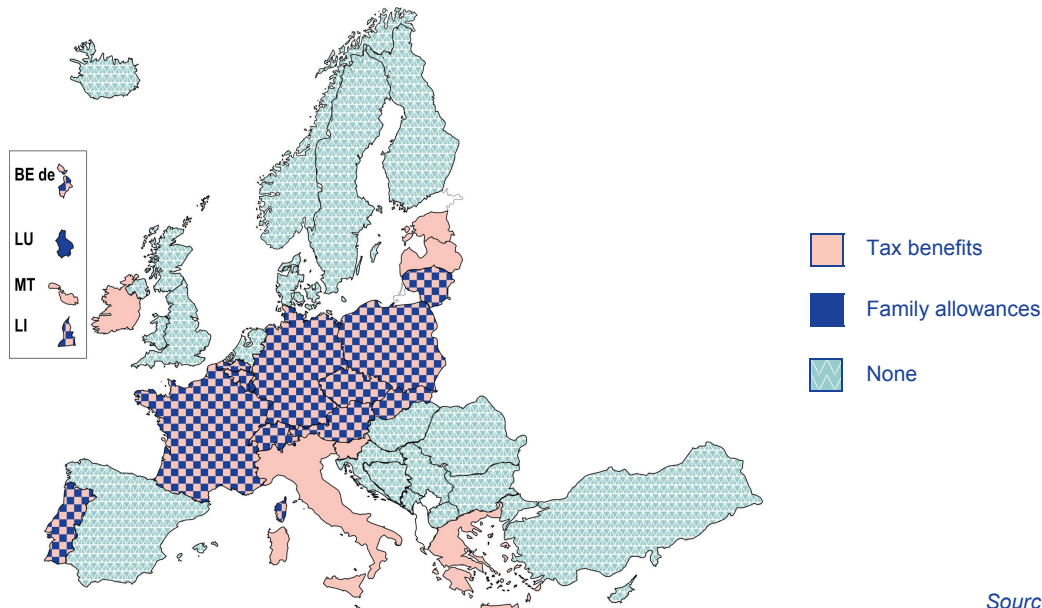 BE de
LU
MT
LI
Tax benefits
Family allowances
None
Sourc